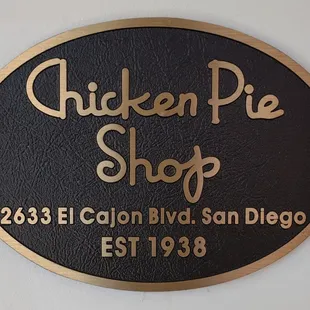 Chicken Pie
Shop
2633 El Cajon Blvd. San Diego
EST 1938